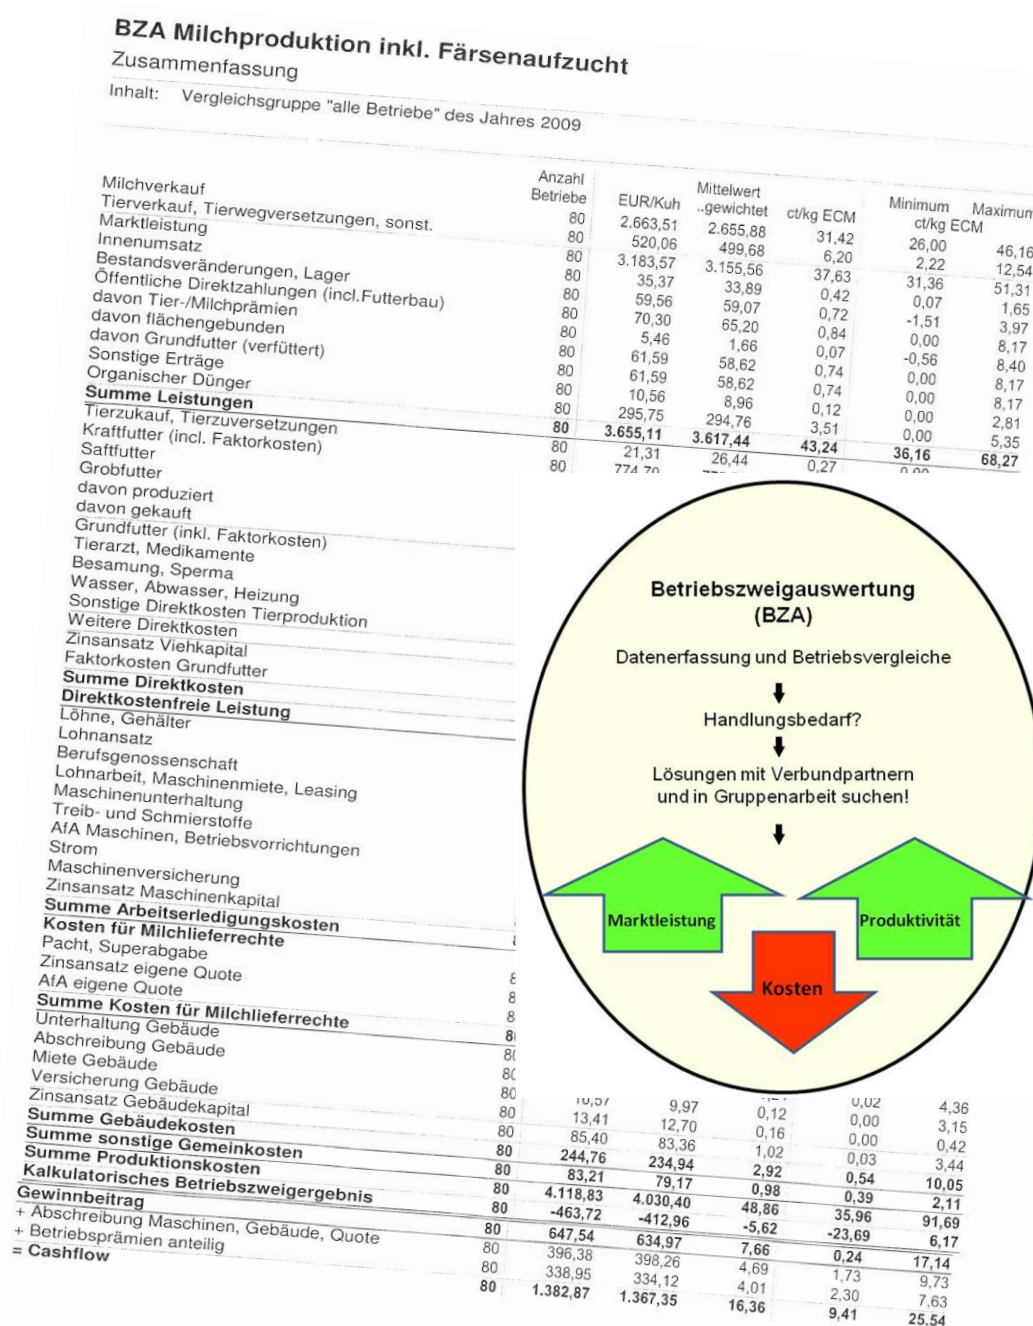 BZA Milchproduktion inkl. Färsenaufzucht
Zusammenfassung
Inhalt: Vergleichsgruppe "alle Betriebe" des Jahres 2009
Anzahl Mittelwert Minimum Maximum
Betriebe EUR/Kuh ..gewichtet ct/kg ECM ct/kg ECM
Milchverkauf 80 2.663,51 2.655,88 31,42 26,00 46,16
Tierverkauf, Tierwegversetzungen, sonst. 80 520,06 499,68 6,20 2,22 12,54
Marktleistung 80 3.183,57 3.155,56 37,63 31,36 51,31
Innenumsatz 80 35,37 33,89 0,42 0,07 1,65
Bestandsveränderungen, Lager 80 59,56 59,07 0,72 -1,51 3,97
Öffentliche Direktzahlungen (incl.Futterbau) 80 70,30 65,20 0,84 0,00 8,17
davon Tier-/Milchprämien 80 5,46 1,66 0,07 -0,56 8,40
davon flächengebunden 80 61,59 58,62 0,74 0,00 8,17
davon Grundfutter (verfüttert) 80 61,59 58,62 0,74 0,00 8,17
Sonstige Erträge 80 10,56 8,96 0,12 0,00 2,81
Organischer Dünger 80 295,75 294,76 3,51 0,00 5,35
Summe Leistungen 80 3.655,11 3.617,44 43,24 36,16 68,27
Tierzukauf, Tierzuversetzungen 80 21,31 26,44 0,27
Kraftfutter (incl. Faktorkosten) 80
Saftfutter
Grobfutter
davon produziert
davon gekauft
Grundfutter (inkl. Faktorkosten)
Tierarzt, Medikamente
Besamung, Sperma
Wasser, Abwasser, Heizung
Sonstige Direktkosten Tierproduktion
Weitere Direktkosten
Zinsansatz Viehkapital
Faktorkosten Grundfutter
Summe Direktkosten
Direktkostenfreie Leistung
Löhne, Gehälter
Lohnansatz
Berufsgenossenschaft
Lohnarbeit, Maschinenmiete, Leasing
Maschinenunterhaltung
Treib- und Schmierstoffe
AfA Maschinen, Betriebsvorrichtungen
Strom
Maschinenversicherung
Zinsansatz Maschinenkapital
Summe Arbeitserledigungskosten
Kosten für Milchlieferrechte
Pacht, Superabgabe
Zinsansatz eigene Quote
AfA eigene Quote
Summe Kosten für Milchlieferrechte
Unterhaltung Gebäude
Abschreibung Gebäude 0,02 4,36
Miete Gebäude 10,57 9,97 0,12 0,00 3,15
Versicherung Gebäude 80 13,41 12,70 0,16 0,00 0,42
Zinsansatz Gebäudekapital 80 85,40 83,36 1,02 0,03 3,44
Summe Gebäudekosten 80 244,76 234,94 2,92 0,54 10,05
Summe sonstige Gemeinkosten 80 83,21 79,17 0,98 0,39 2,11
Summe Produktionskosten 80 4.118,83 4.030,40 48,86 35,96 91,69
Kalkulatorisches Betriebszweigergebnis 80 -463,72 -412,96 -5,62 -23,69 6,17
Gewinnbeitrag 80 647,54 634,97 7,66 0,24 17,14
+ Abschreibung Maschinen, Gebäude, Quote 80 396,38 398,26 4,69 1,73 9,73
+ Betriebsprämien anteilig 80 338,95 334,12 4,01 2,30 7,63
= Cashflow 80 1.382,87 1.367,35 16,36 9,41 25,54
Betriebszweigauswertung
(BZA)
Datenerfassung und Betriebsvergleiche
Handlungsbedarf?
Lösungen mit Verbundpartnern
und in Gruppenarbeit suchen!
Marktleistung
Produktivität
Kosten